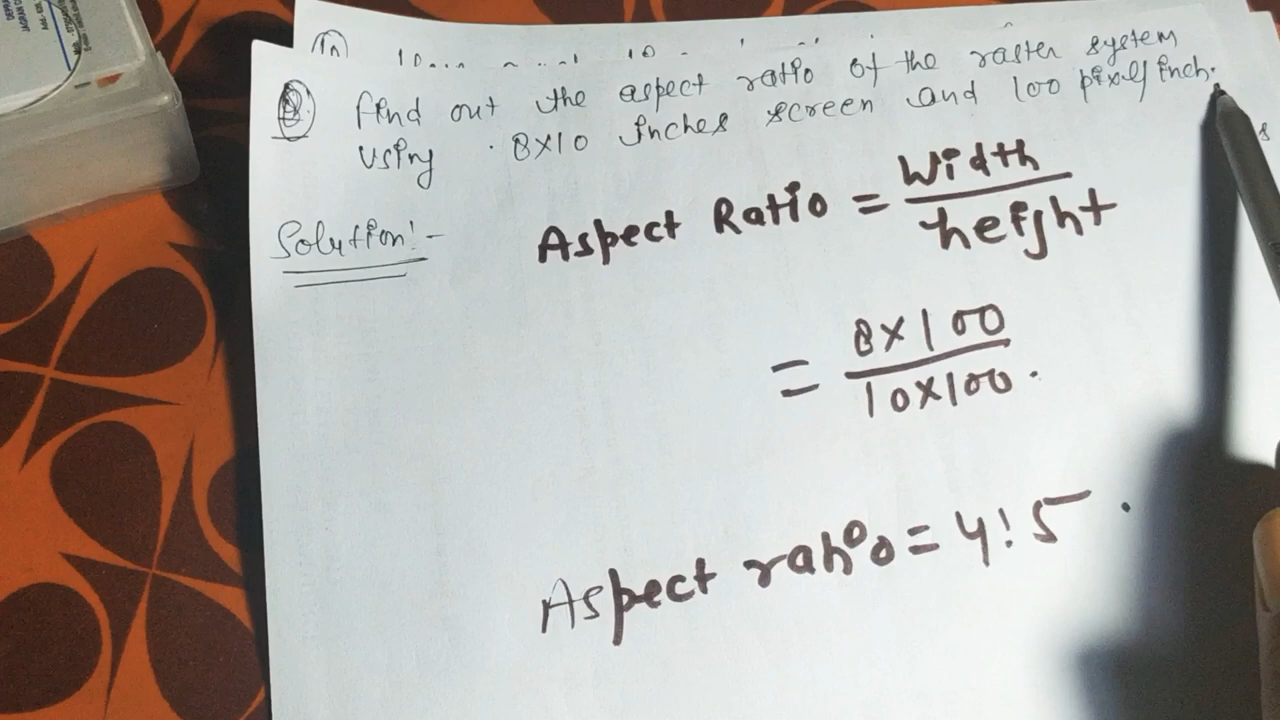 Find out the aspect ratio of the raster system
using 8X10 inches screen and 100 pixel/inch.
Solution:-
Aspect Ratio = Width / height
= 8X100 / 10X100.
Aspect ratio = 4:5.